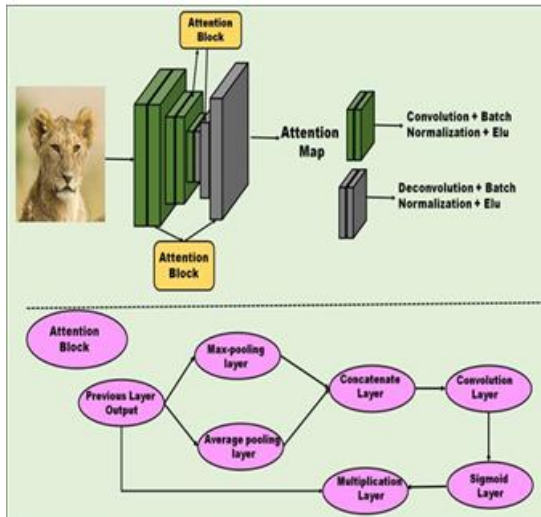 Attention
Block
Attention
Map
Convolution + Batch
Normalization + Elu
Deconvolution + Batch
Normalization + Elu
Attention
Block
Attention
Block
Max-pooling
layer
Previous Layer
Output
Concatenate
Layer
Convolution
Layer
Average pooling
layer
Multiplication
Layer
Sigmoid
Layer